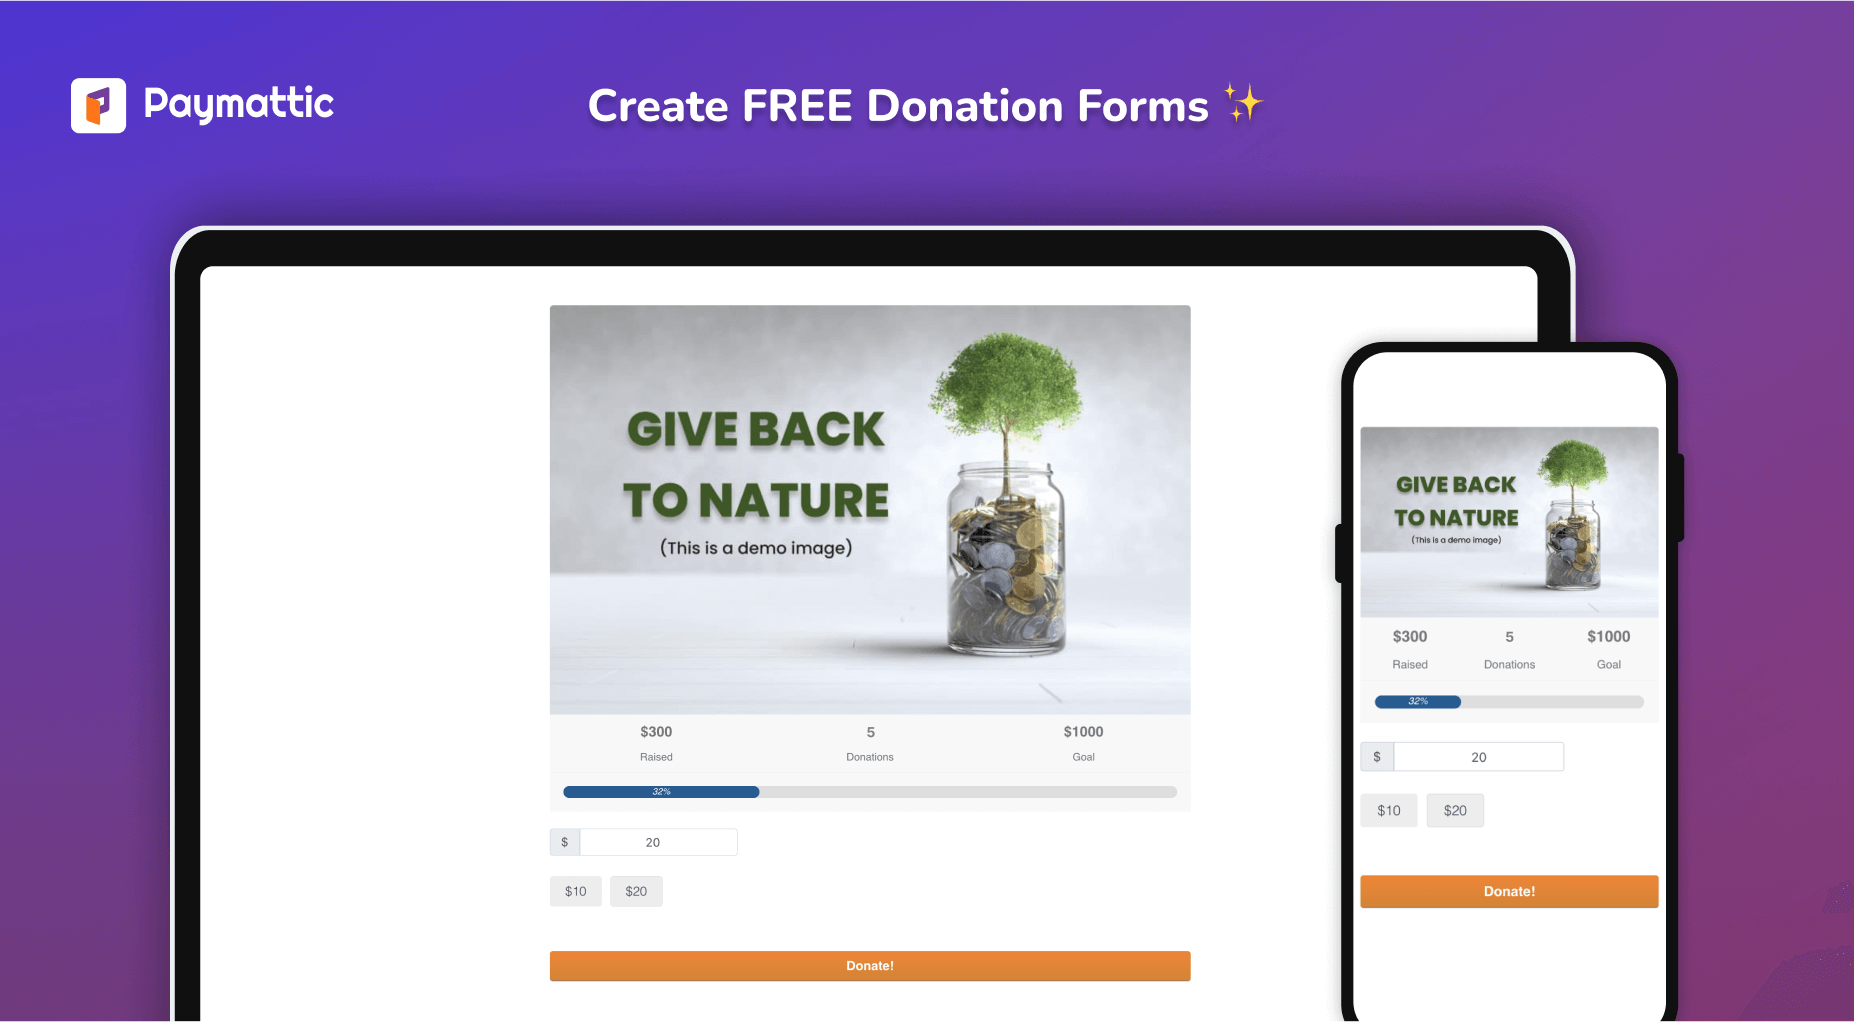 Paymattic
Create FREE Donation Forms
GIVE BACK
TO NATURE
(This is a demo image)
$300 5 $1000
Raised Donations Goal
32%
$ 20
$10 $20
Donate!
GIVE BACK
TO NATURE
(This is a demo image)
$300 5 $1000
Raised Donations Goal
32%
$ 20
$10 $20
Donate!